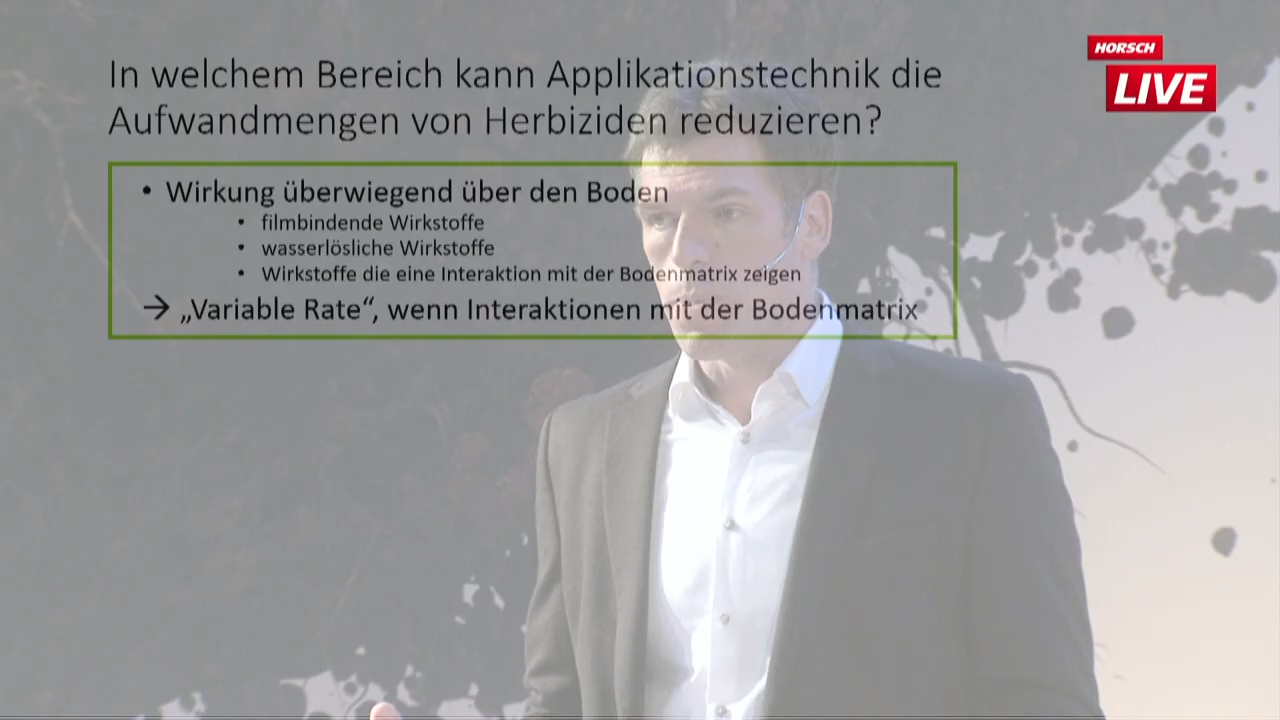 HORSCH
LIVE
In welchem Bereich kann Applikationstechnik die
Aufwandmengen von Herbiziden reduzieren?
• Wirkung überwiegend über den Boden
• filmbindende Wirkstoffe
• wasserlösliche Wirkstoffe
• Wirkstoffe die eine Interaktion mit der Bodenmatrix zeigen
→ „Variable Rate“, wenn Interaktionen mit der Bodenmatrix